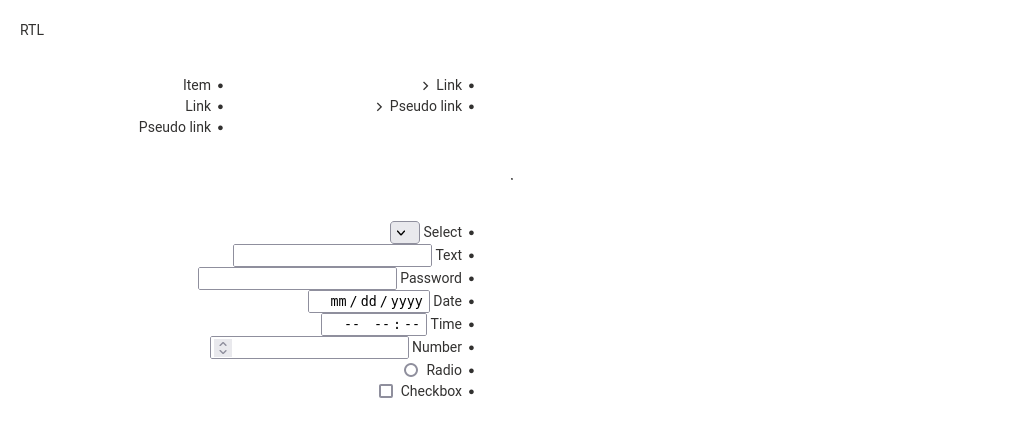 RTL
Item •
Link •
Pseudo link •
› Link •
› Pseudo link •
.
Select •
Text •
Password •
mm/dd/yyyy Date •
-- --:-- Time •
Number •
Radio •
Checkbox •